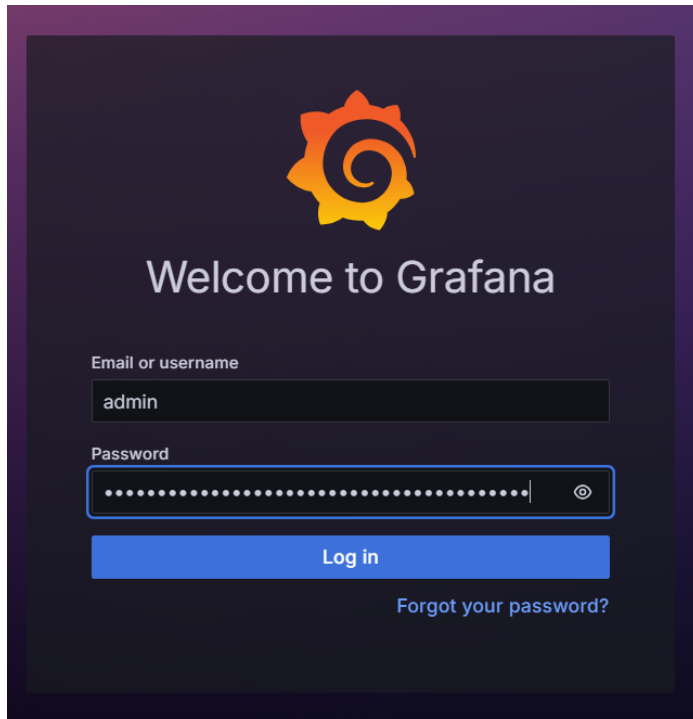 Welcome to Grafana
Email or username
admin
Password
••••••••••••••••••••••••••••••••••••••••
Log in
Forgot your password?